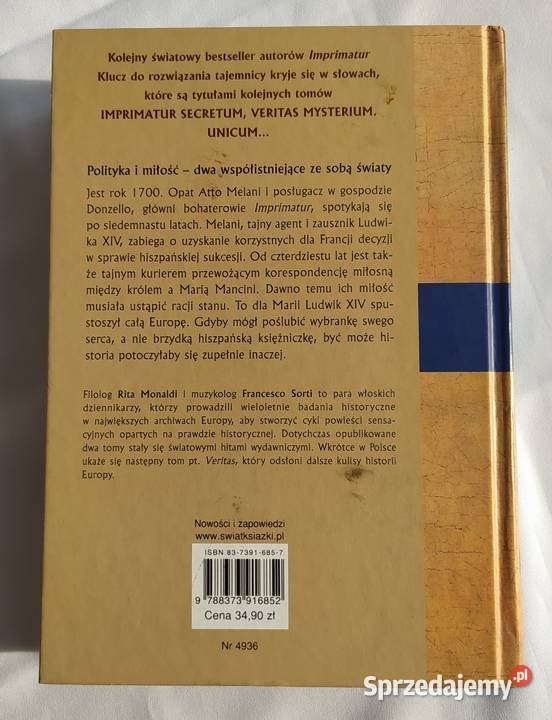 Kolejny światowy bestseller autorów Imprimatur
Klucz do rozwiązania tajemnicy kryje się w słowach,
które są tytułami kolejnych tomów
IMPRIMATUR SECRETUM, VERITAS MYSTERIUM.
UNICUM...
Polityka i miłość – dwa współistniejące ze sobą światy
Jest rok 1700. Opat Atto Melani i posługacz w gospodzie
Donzello, główni bohaterowie Imprimatur, spotykają się
po siedemnastu latach. Melani, tajny agent i zausznik Ludwi-
ka XIV, zabiega o uzyskanie korzystnych dla Francji decyzji
w sprawie hiszpańskiej sukcesji. Od czterdziestu lat jest tak-
że tajnym kurierem przewożącym korespondencję miłosną
między królem a Marią Mancini. Dawno temu ich miłość
musiała ustąpić racji stanu. To dla Marii Ludwik XIV spu-
stoszył całą Europę. Gdyby mógł poślubić wybrankę swego
serca, a nie brzydką hiszpańską księżniczkę, być może hi-
storia potoczyłaby się zupełnie inaczej.
Filolog Rita Monaldi i muzykolog Francesco Sorti to para włoskich
dziennikarzy, którzy prowadzili wieloletnie badania historyczne
w największych archiwach Europy, aby stworzyć cykl powieści sensa-
cyjnych opartych na prawdzie historycznej. Dotychczas opublikowane
dwa tomy stały się światowymi hitami wydawniczymi. Wkrótce w Polsce
ukaże się następny tom pt. Veritas, który odsłoni dalsze kulisy historii
Europy.
Nowości i zapowiedzi
www.swiatksiazki.pl
ISBN 83-7391-685-7
9 788373 916852
Cena 34,90 zł
Nr 4936
Sprzedajemy.pl